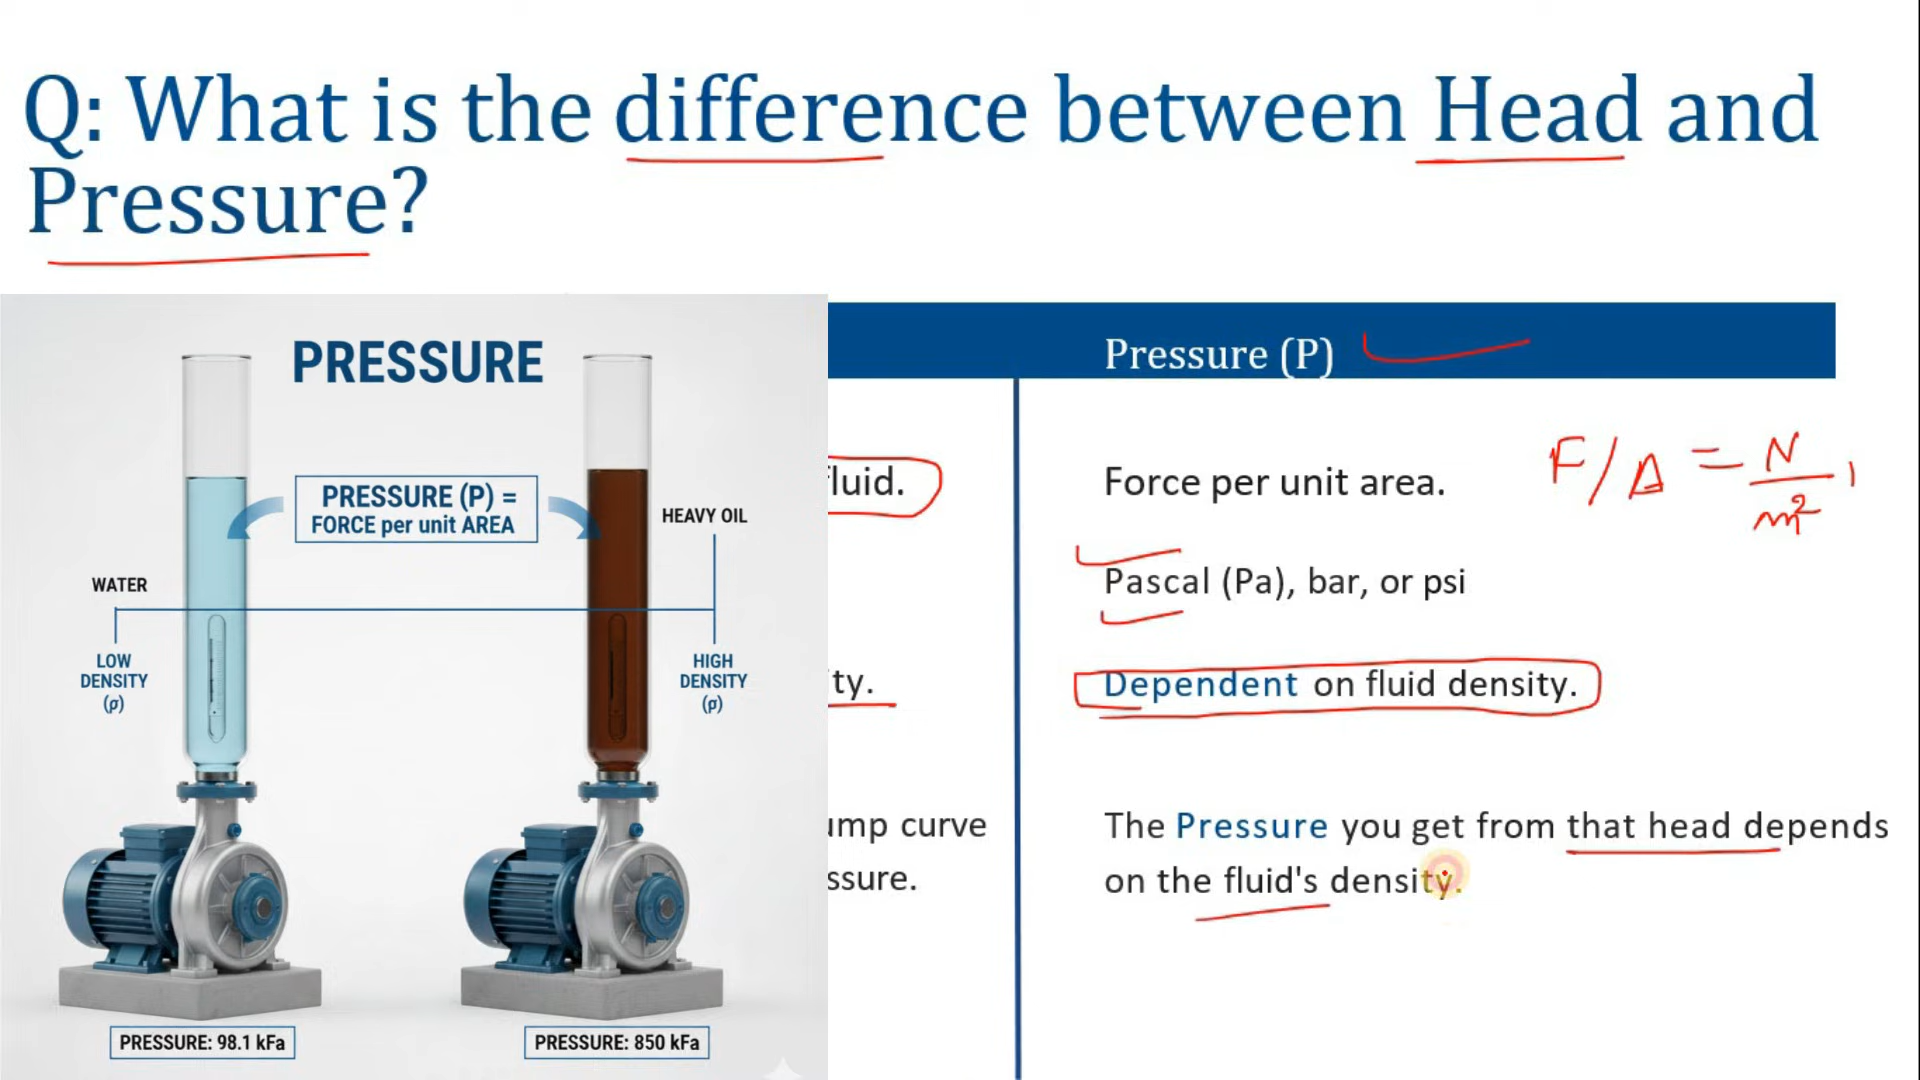 Q: What is the difference between Head and
Pressure?
PRESSURE
PRESSURE (P) =
FORCE per unit AREA
HEAVY OIL
WATER
LOW
DENSITY
(ρ)
HIGH
DENSITY
(ρ)
PRESSURE: 98.1 kFa
PRESSURE: 850 kFa
fluid.
ty.
ump curve
ssure.
Pressure (P)
Force per unit area.
F/A = N/m²
Pascal (Pa), bar, or psi
Dependent on fluid density.
The Pressure you get from that head depends
on the fluid's density.